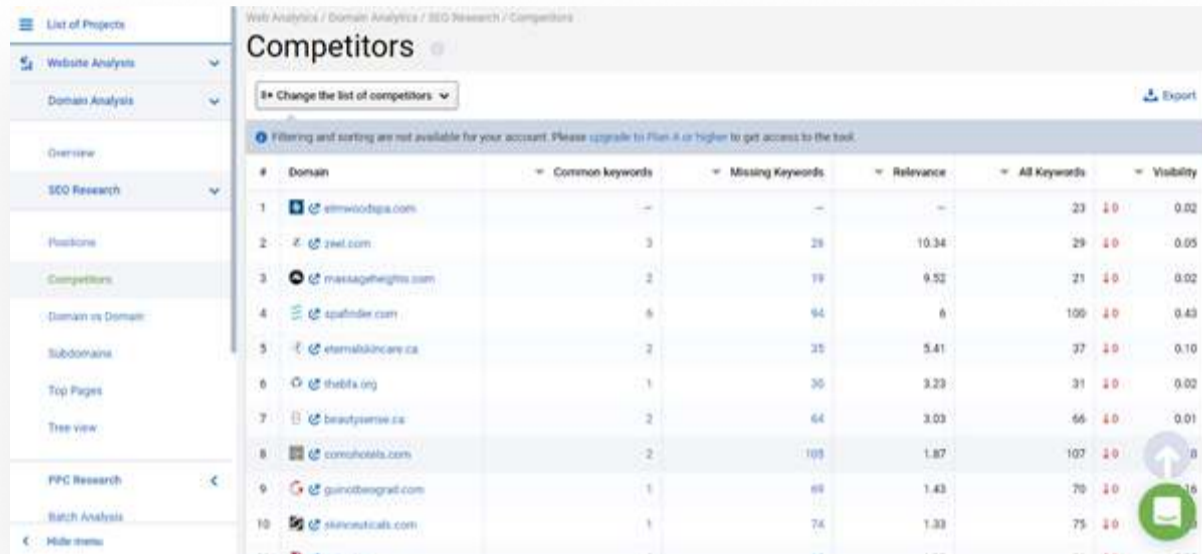 List of Projects
Website Analysis
Domain Analysis
Overview
SEO Research
Positions
Competitors
Domain vs Domain
Subdomains
Top Pages
Tree view
PPC Research
Batch Analysis
Hide menu
Web Analytics / Domain Analytics / SEO Research / Competitors
Competitors
Change the list of competitors
Export
Filtering and sorting are not available for your account. Please upgrade to Plan A or higher to get access to the tool.
# Domain Common keywords Missing Keywords Relevance All Keywords Visibility
1 elmwoodspa.com – – – 23 0 0.02
2 zeel.com 3 26 10.34 29 0 0.05
3 massageheights.com 2 19 9.52 21 0 0.02
4 spafinder.com 6 94 6 100 0 0.43
5 eternalskincare.ca 2 35 5.41 37 0 0.10
6 thebfa.org 1 30 3.23 31 0 0.02
7 beautysense.ca 2 64 3.03 66 0 0.01
8 comohotels.com 2 105 1.87 107 0
9 guinotbeograd.com 1 69 1.43 70 0 16
10 skinceuticals.com 1 74 1.33 75 0